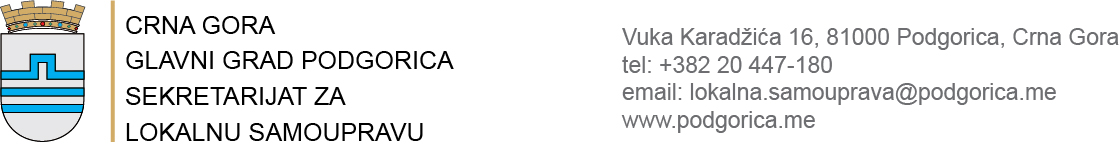 CRNA GORA
GLAVNI GRAD PODGORICA
SEKRETARIJAT ZA
LOKALNU SAMOUPRAVU
Vuka Karadžića 16, 81000 Podgorica, Crna Gora
tel: +382 20 447-180
email: lokalna.samouprava@podgorica.me
www.podgorica.me